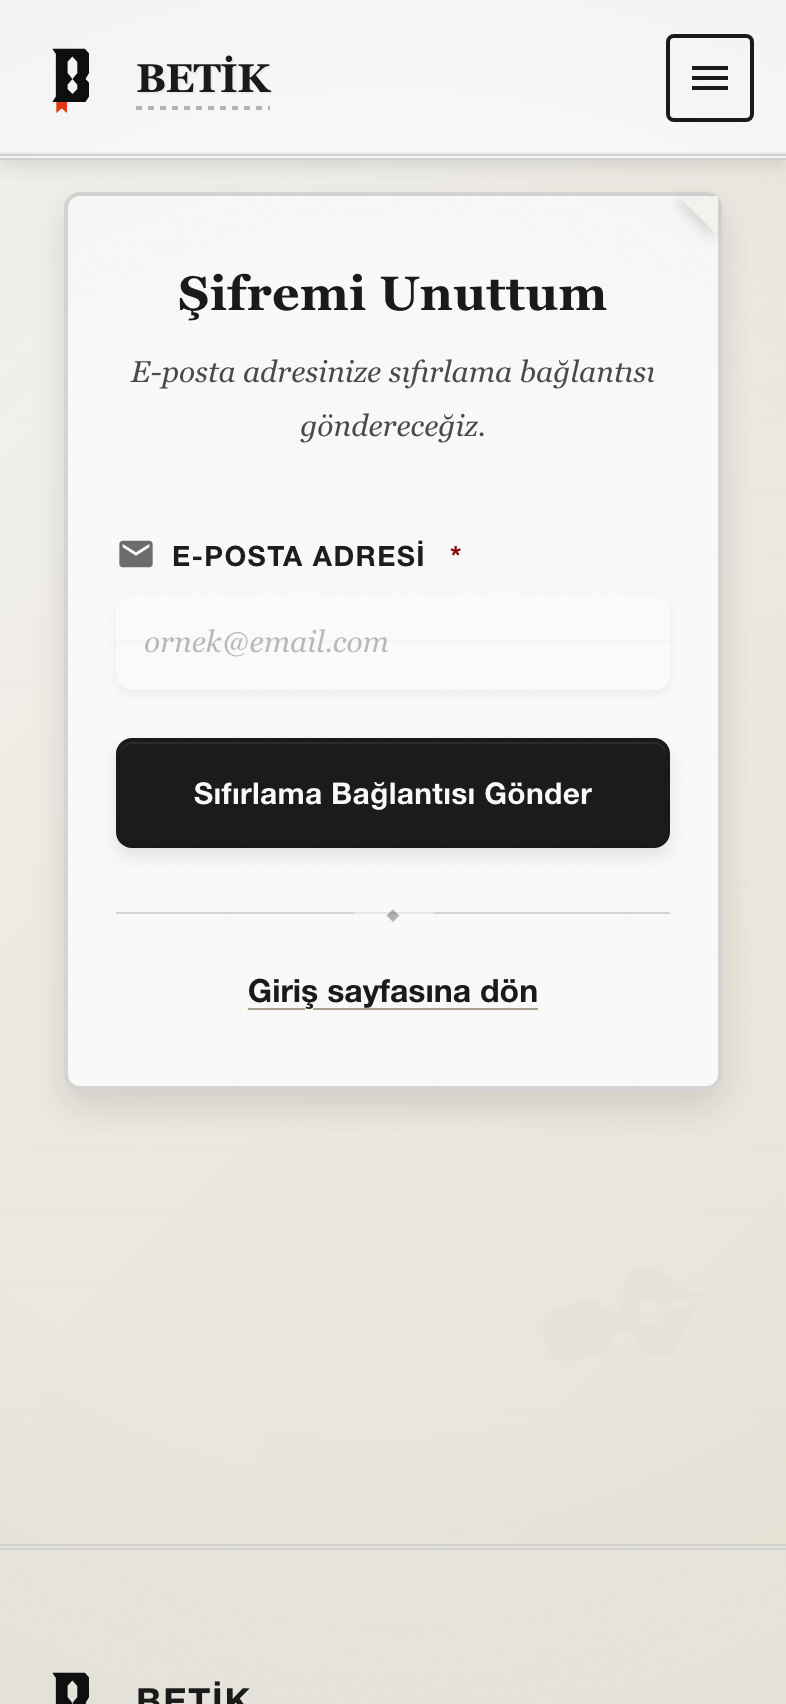 BETİK
Şifremi Unuttum
E-posta adresinize sıfırlama bağlantısı
göndereceğiz.
E-POSTA ADRESİ *
ornek@email.com
Sıfırlama Bağlantısı Gönder
Giriş sayfasına dön
BETİK